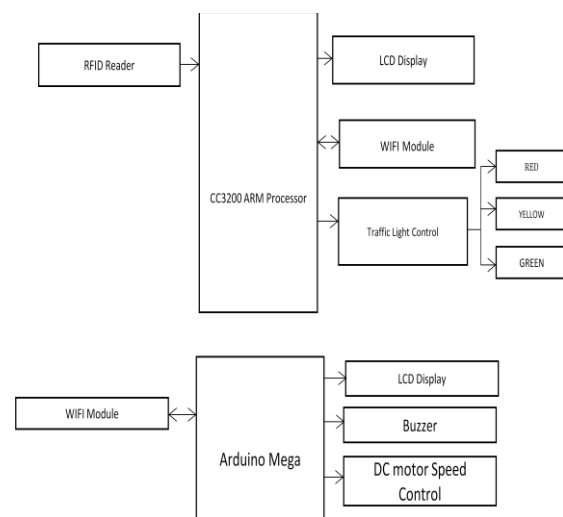 RFID Reader
CC3200 ARM Processor
LCD Display
WIFI Module
Traffic Light Control
RED
YELLOW
GREEN
WIFI Module
Arduino Mega
LCD Display
Buzzer
DC motor Speed
Control